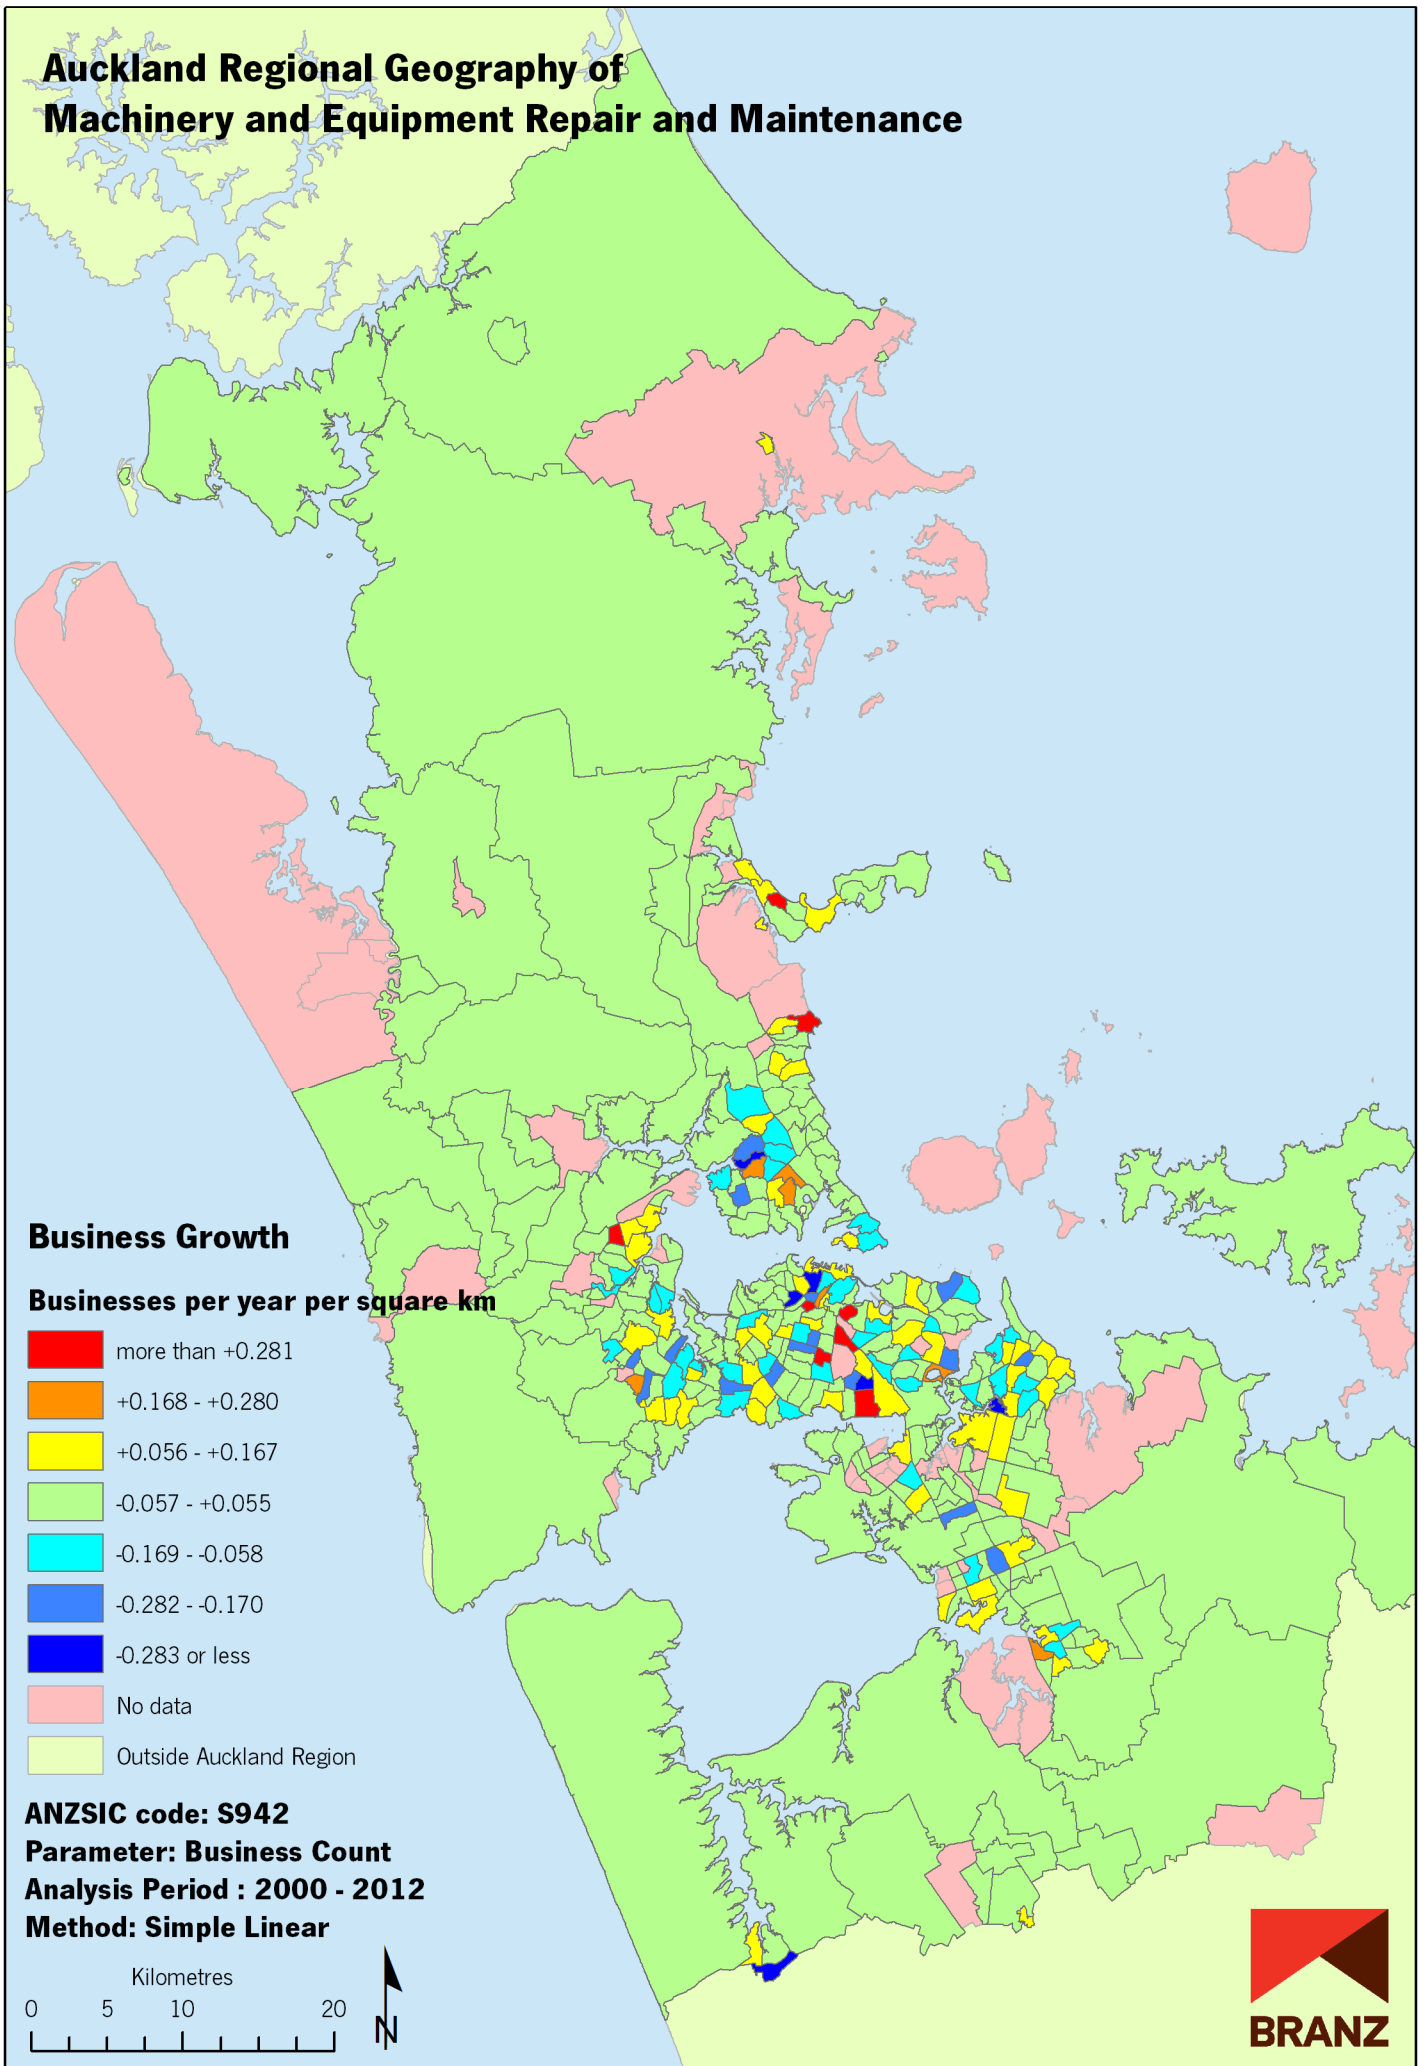 Auckland Regional Geography of
Machinery and Equipment Repair and Maintenance
Business Growth
Businesses per year per square km
more than +0.281
+0.168 - +0.280
+0.056 - +0.167
-0.057 - +0.055
-0.169 - -0.058
-0.282 - -0.170
-0.283 or less
No data
Outside Auckland Region
ANZSIC code: S942
Parameter: Business Count
Analysis Period : 2000 - 2012
Method: Simple Linear
Kilometres
0 5 10 20
N
BRANZ